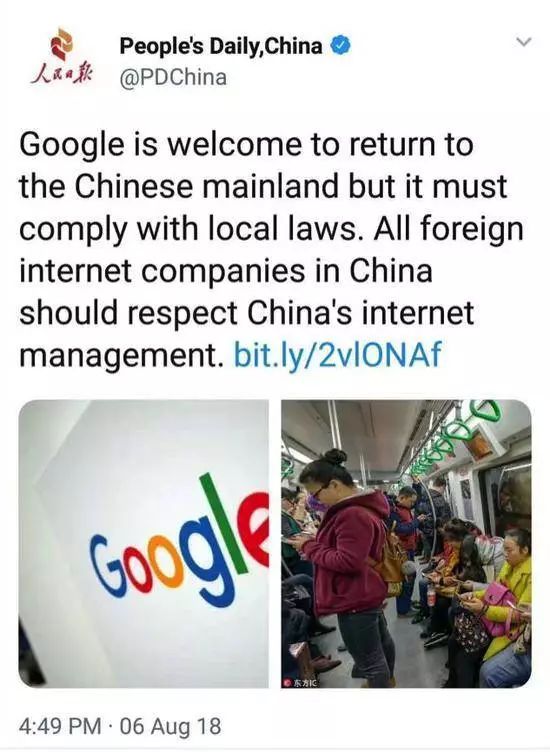 People's Daily,China
人民日报
@PDChina
Google is welcome to return to
the Chinese mainland but it must
comply with local laws. All foreign
internet companies in China
should respect China's internet
management. bit.ly/2vlONAf
Google
东方IC
4:49 PM · 06 Aug 18